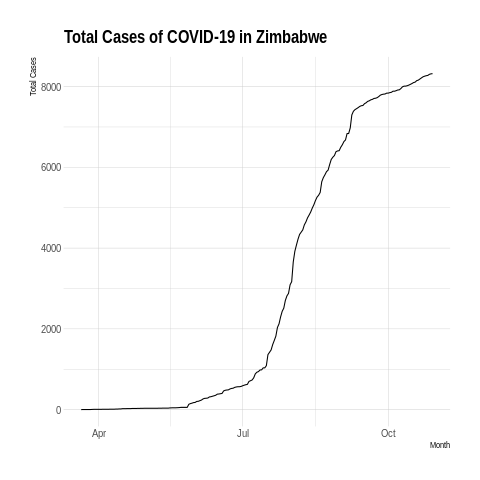 Total Cases of COVID-19 in Zimbabwe
Total Cases
8000
6000
4000
2000
0
Apr
Jul
Oct
Month